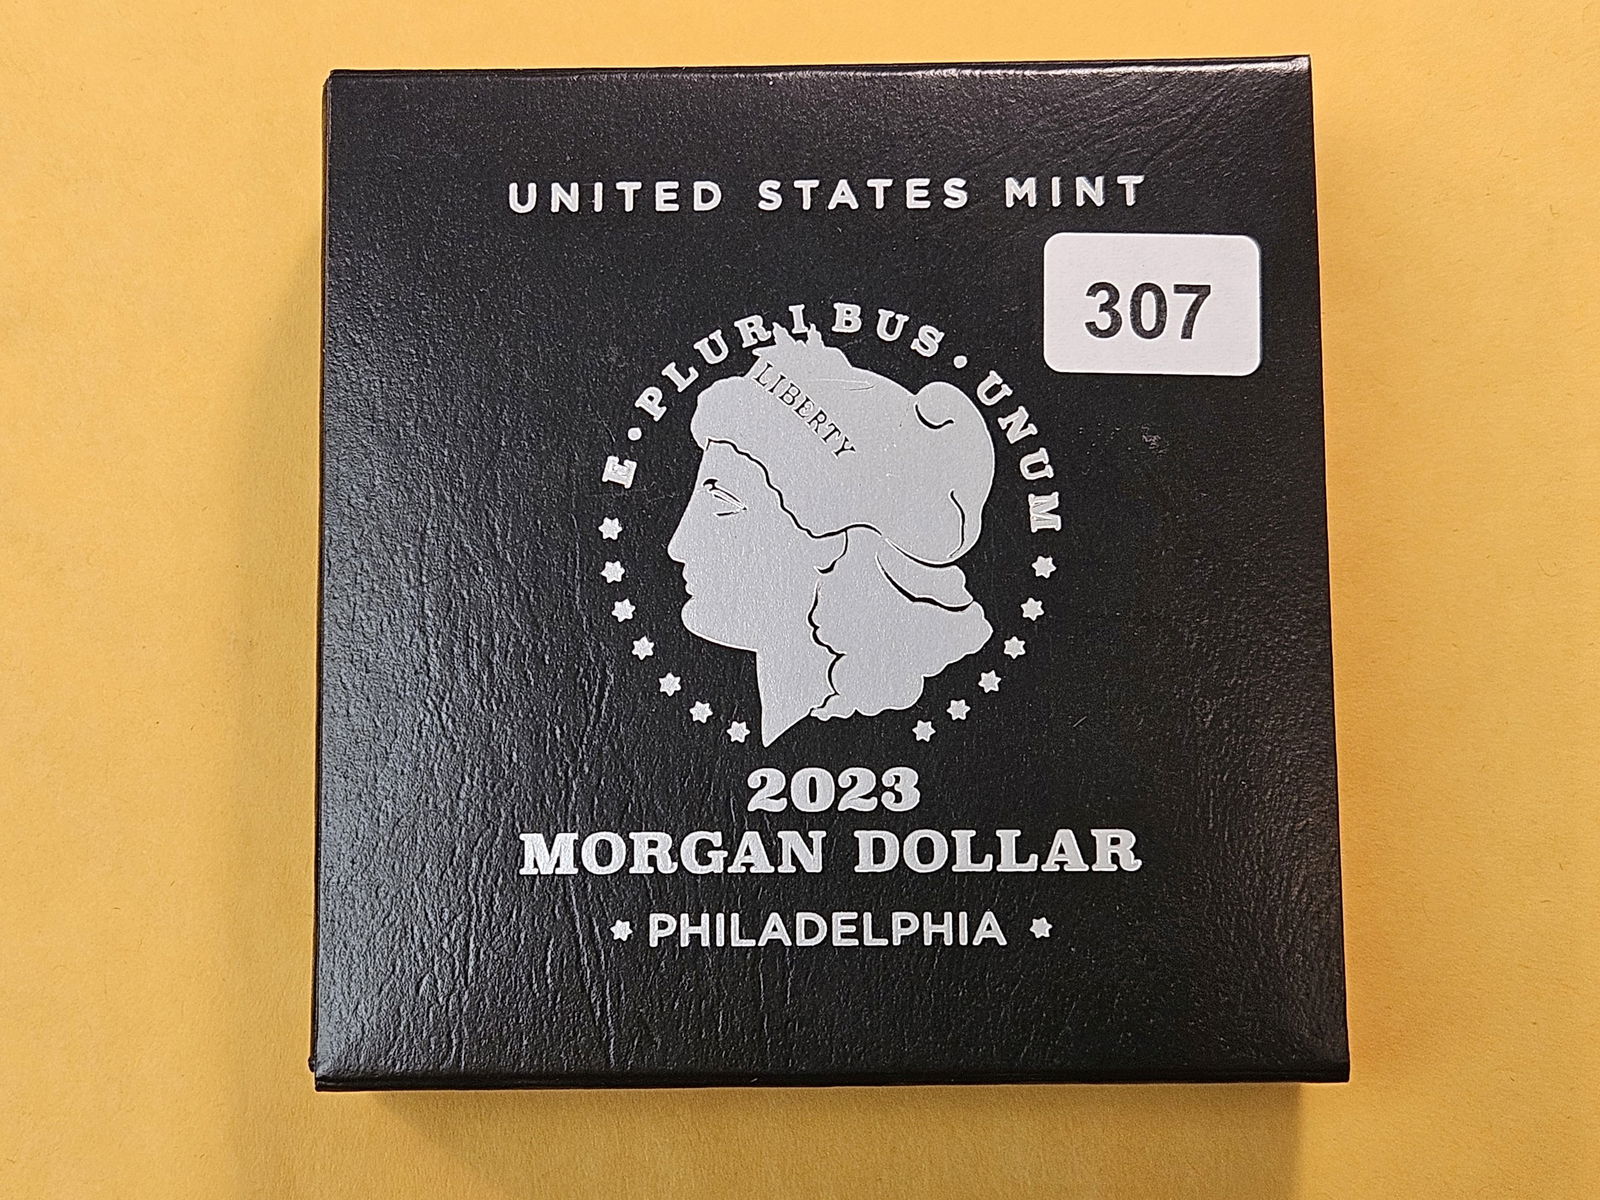 UNITED STATES MINT
307
E · PLURIBUS · UNUM
LIBERTY
2023
MORGAN DOLLAR
PHILADELPHIA